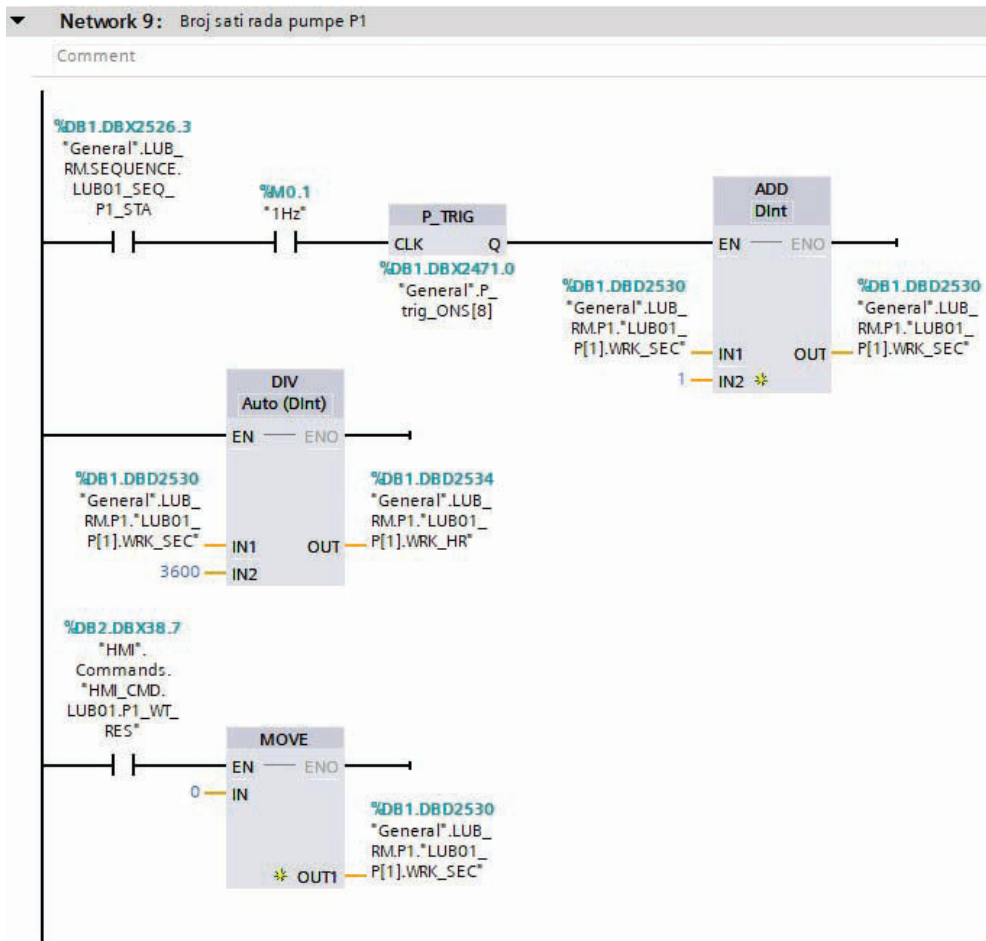 Network 9: Broj sati rada pumpe P1
Comment
%DB1.DBX2526.3
"General".LUB_
RM.SEQUENCE.
LUB01_SEQ_
P1_STA
%M0.1
"1Hz"
P_TRIG
CLK Q
%DB1.DBX2471.0
"General".P_
trig_ONS[8]
ADD
DInt
EN ENO
%DB1.DBD2530
"General".LUB_
RM.P1."LUB01_
P[1].WRK_SEC"
IN1
1 IN2
OUT
%DB1.DBD2530
"General".LUB_
RM.P1."LUB01_
P[1].WRK_SEC"
DIV
Auto (DInt)
EN ENO
%DB1.DBD2530
"General".LUB_
RM.P1."LUB01_
P[1].WRK_SEC"
IN1
3600 IN2
OUT
%DB1.DBD2534
"General".LUB_
RM.P1."LUB01_
P[1].WRK_HR"
%DB2.DBX38.7
"HMI".
Commands.
"HMI_CMD.
LUB01.P1_WT_
RES"
MOVE
EN ENO
0 IN
OUT1
%DB1.DBD2530
"General".LUB_
RM.P1."LUB01_
P[1].WRK_SEC"